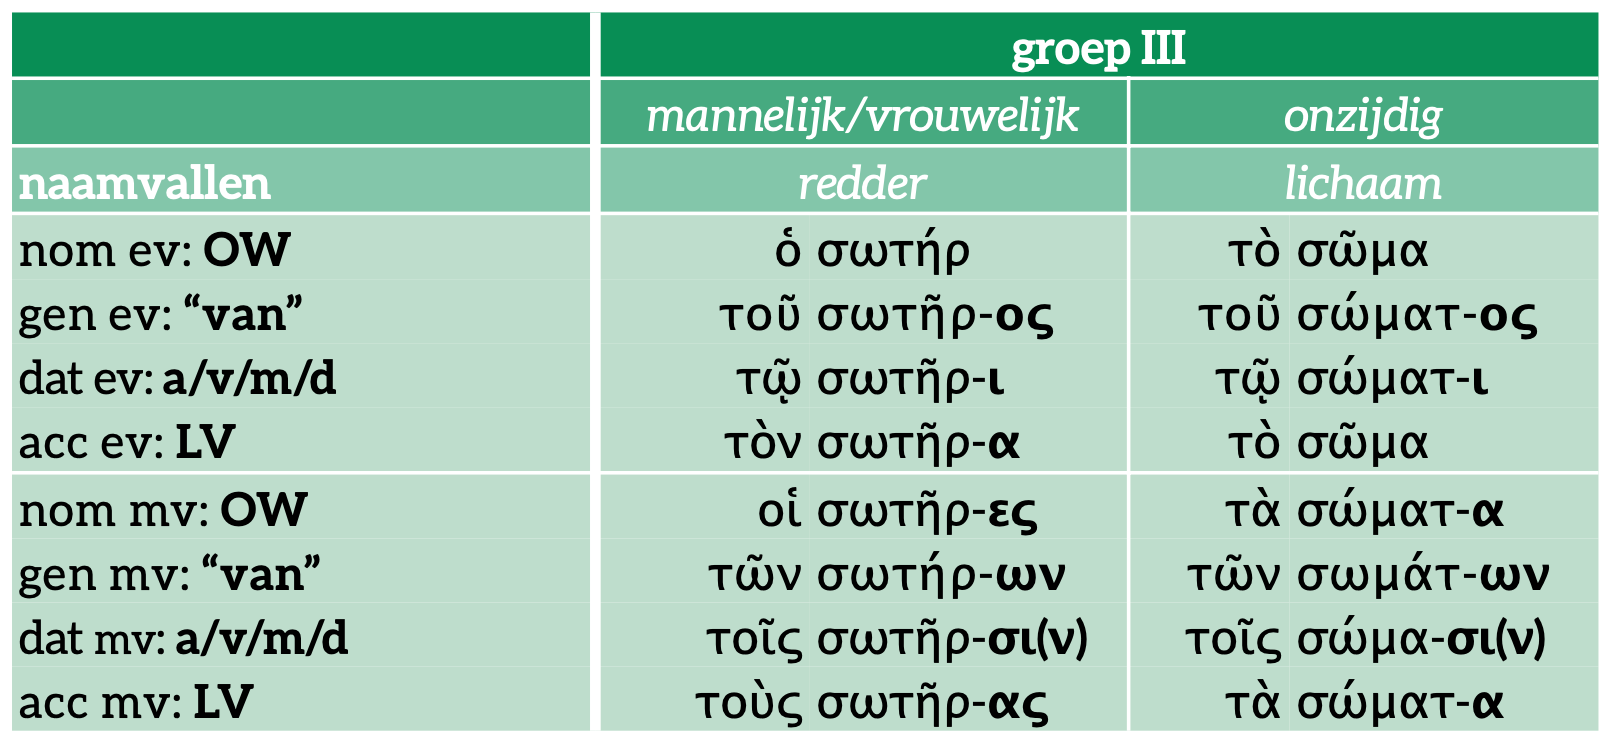 groep III
mannelijk/vrouwelijk onzijdig
naamvallen redder lichaam
nom ev: OW ὁ σωτήρ τὸ σῶμα
gen ev: “van” τοῦ σωτῆρ-ος τοῦ σώματ-ος
dat ev: a/v/m/d τῷ σωτῆρ-ι τῷ σώματ-ι
acc ev: LV τὸν σωτῆρ-α τὸ σῶμα
nom mv: OW οἱ σωτῆρ-ες τὰ σώματ-α
gen mv: “van” τῶν σωτήρ-ων τῶν σωμάτ-ων
dat mv: a/v/m/d τοῖς σωτῆρ-σι(ν) τοῖς σώμα-σι(ν)
acc mv: LV τοὺς σωτῆρ-ας τὰ σώματ-α